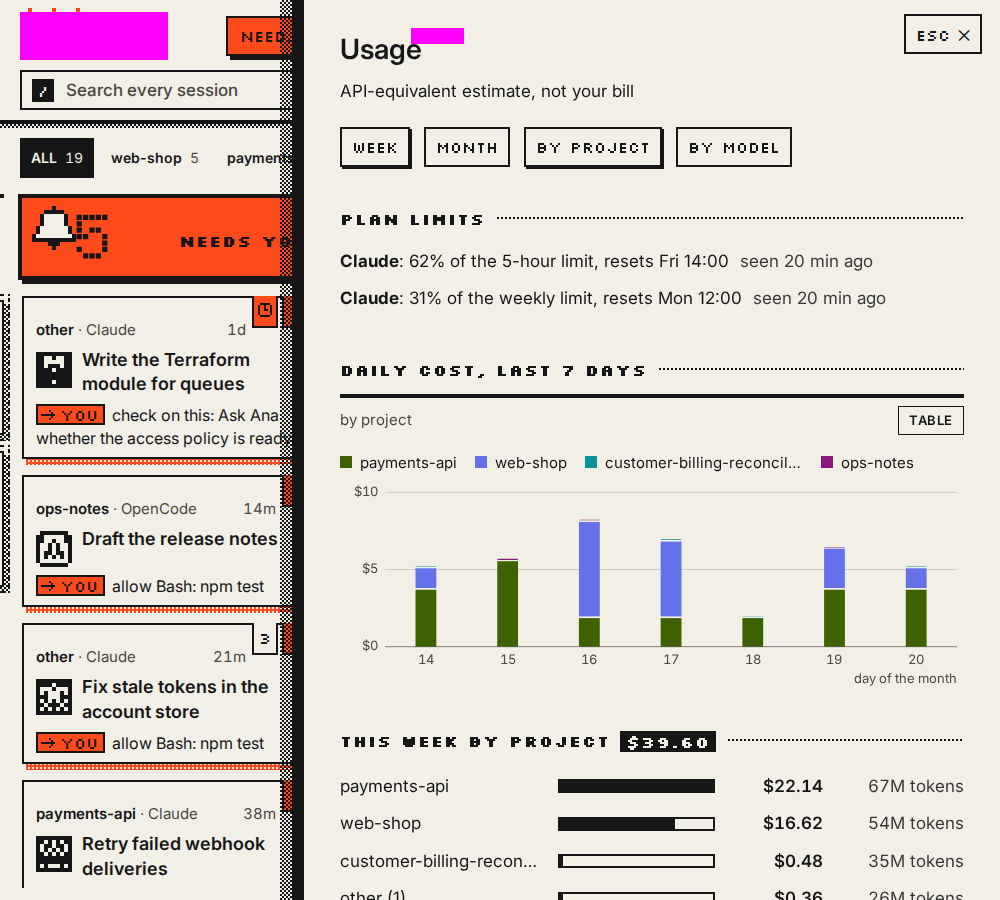 NEED
Search every session
ALL 19
web-shop 5
payment
5
NEEDS YO
other · Claude 1d
Write the Terraform
module for queues
→ YOU check on this: Ask Ana
whether the access policy is ready
ops-notes · OpenCode 14m
Draft the release notes
→ YOU allow Bash: npm test
3
other · Claude 21m
Fix stale tokens in the
account store
→ YOU allow Bash: npm test
payments-api · Claude 38m
Retry failed webhook
deliveries
Usage
ESC ×
API-equivalent estimate, not your bill
WEEK MONTH BY PROJECT BY MODEL
PLAN LIMITS
Claude: 62% of the 5-hour limit, resets Fri 14:00 seen 20 min ago
Claude: 31% of the weekly limit, resets Mon 12:00 seen 20 min ago
DAILY COST, LAST 7 DAYS
by project TABLE
payments-api web-shop customer-billing-reconcil... ops-notes
$10
$5
$0
14 15 16 17 18 19 20
day of the month
THIS WEEK BY PROJECT $39.60
payments-api $22.14 67M tokens
web-shop $16.62 54M tokens
customer-billing-recon... $0.48 35M tokens
other (1) $0.36 26M tokens